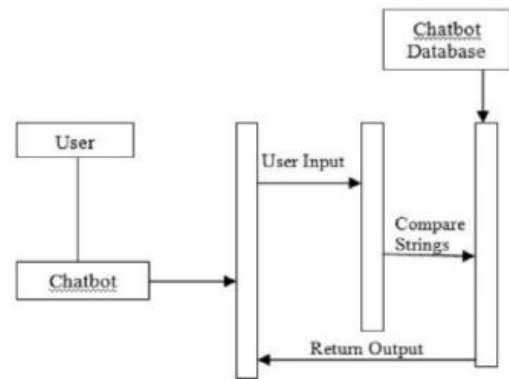 Chatbot
Database
User
User Input
Compare
Strings
Chatbot
Return Output